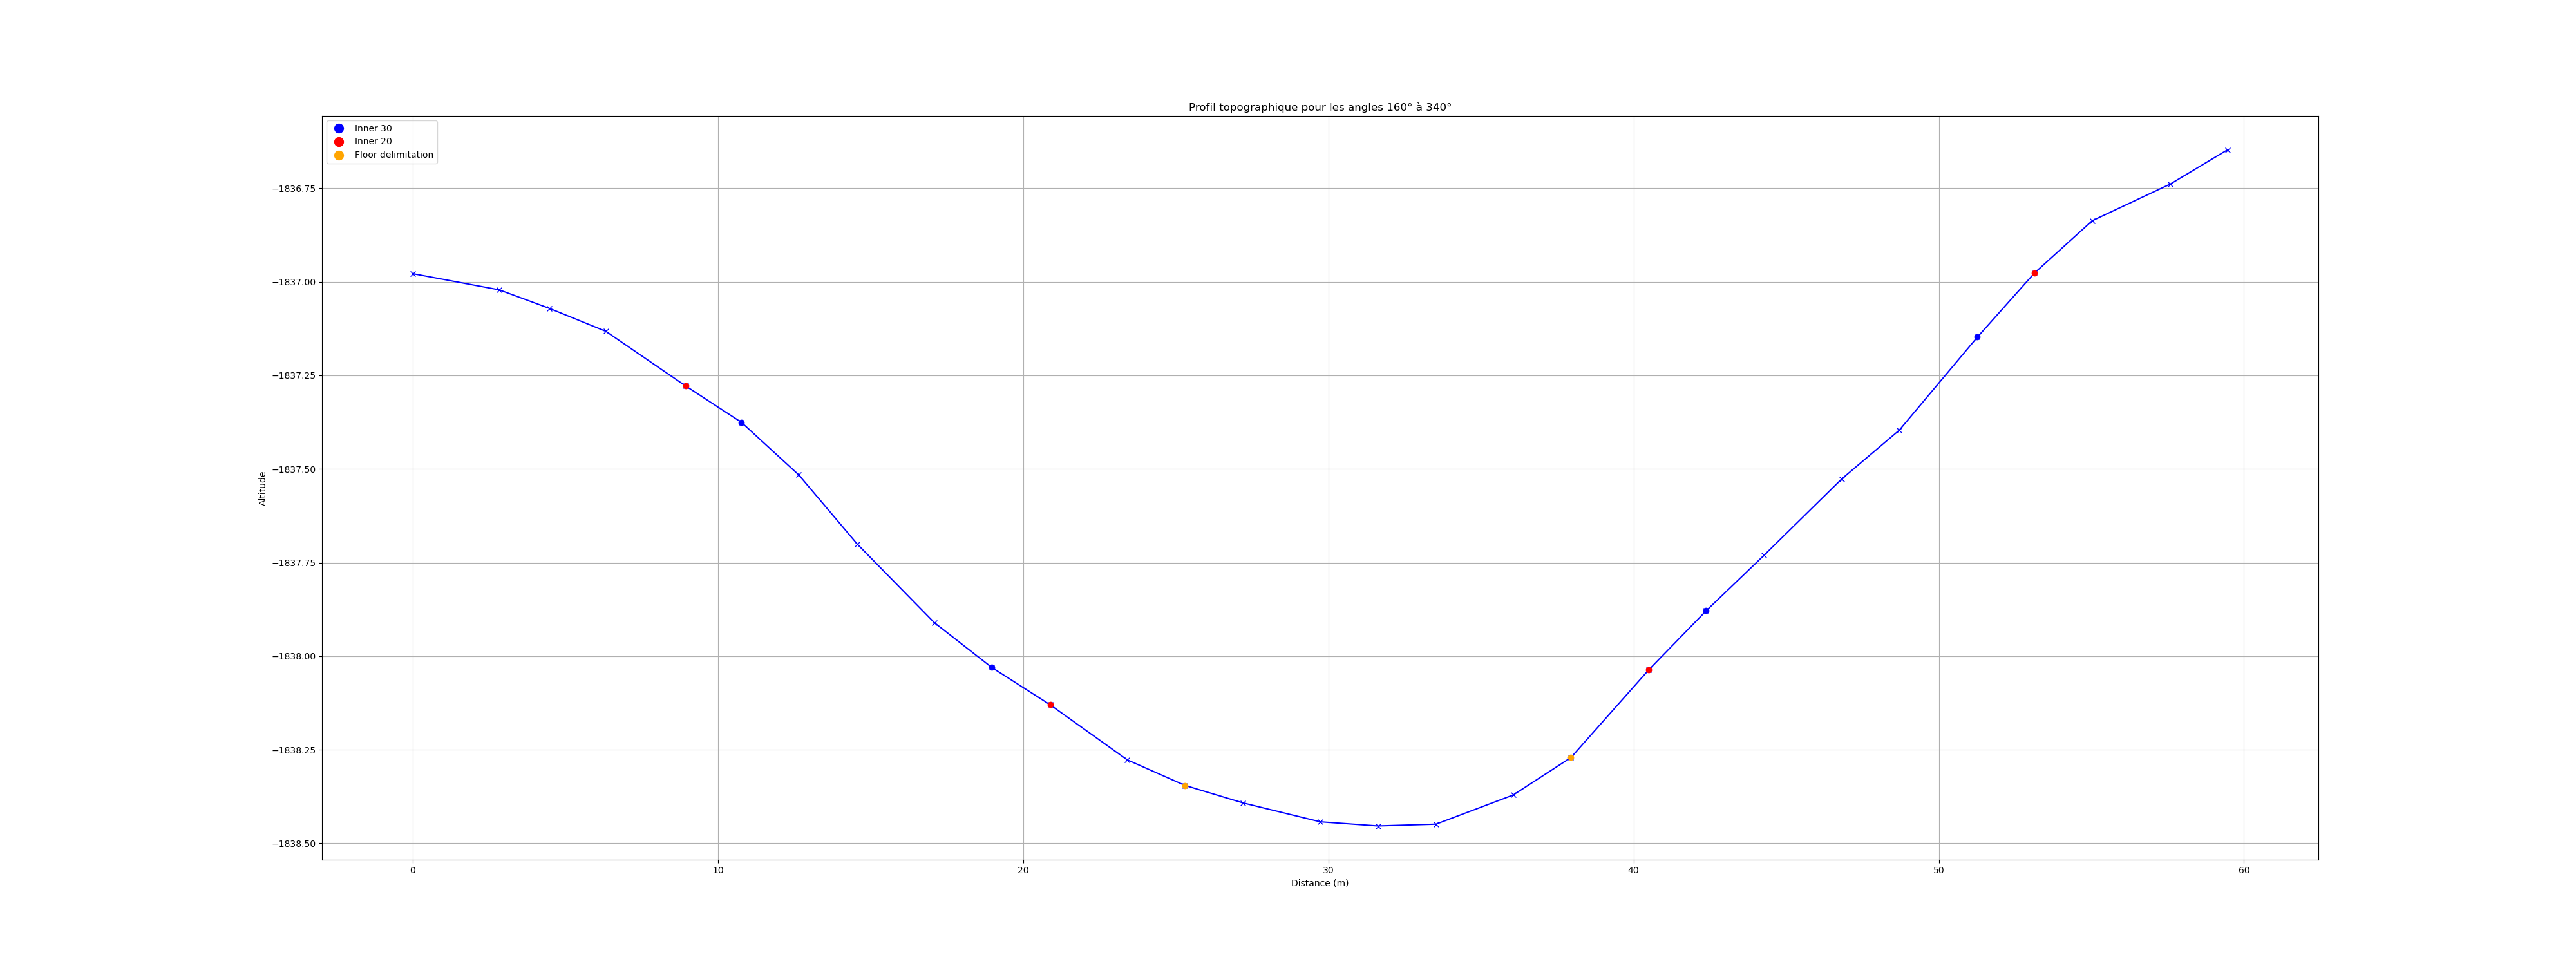 Profil topographique pour les angles 160° à 340°
Inner 30
Inner 20
Floor delimitation
−1836.75
−1837.00
−1837.25
−1837.50
−1837.75
−1838.00
−1838.25
−1838.50
Altitude
0 10 20 30 40 50 60
Distance (m)